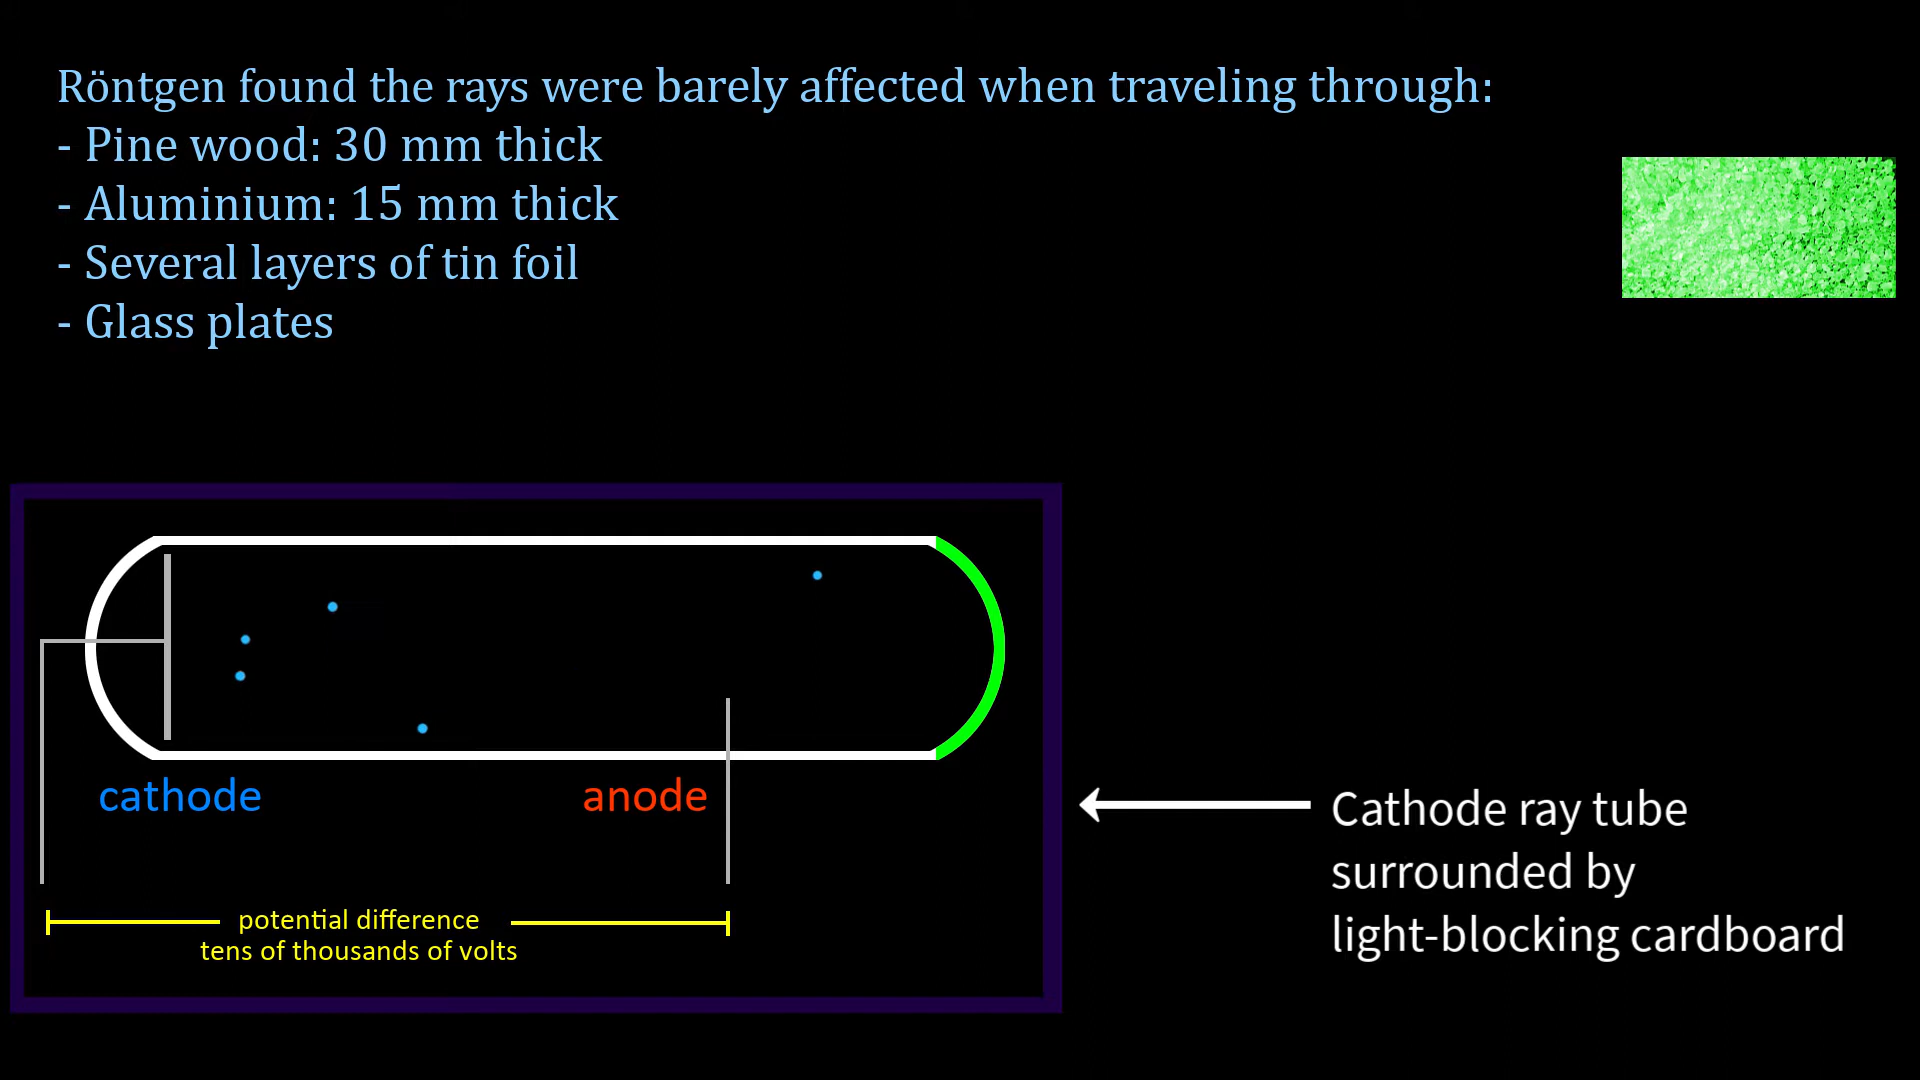 Röntgen found the rays were barely affected when traveling through:
- Pine wood: 30 mm thick
- Aluminium: 15 mm thick
- Several layers of tin foil
- Glass plates
cathode
anode
potential difference
tens of thousands of volts
Cathode ray tube
surrounded by
light-blocking cardboard